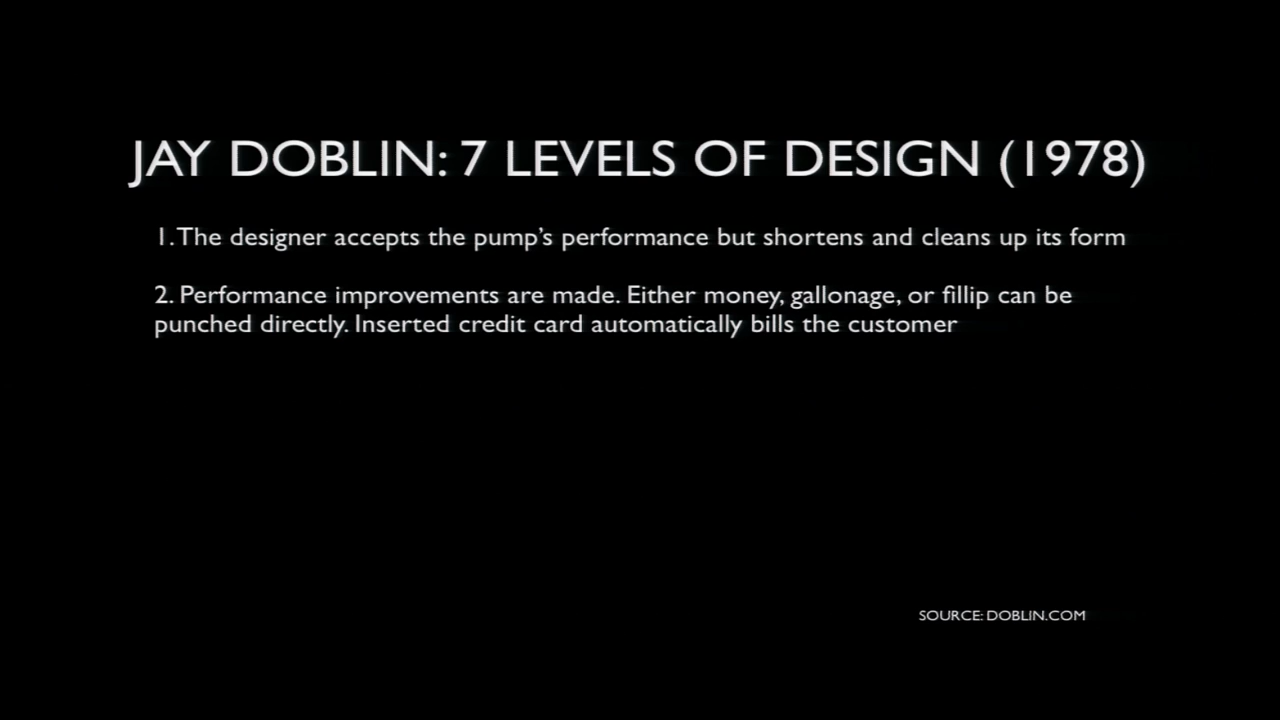 JAY DOBLIN: 7 LEVELS OF DESIGN (1978)
1. The designer accepts the pump's performance but shortens and cleans up its form
2. Performance improvements are made. Either money, gallonage, or fillip can be
punched directly. Inserted credit card automatically bills the customer
SOURCE: DOBLIN.COM